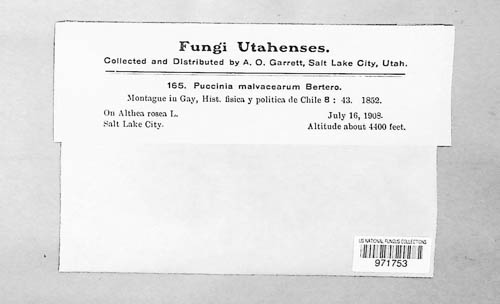 Fungi Utahenses.
Collected and Distributed by A. O. Garrett, Salt Lake City, Utah.
165. Puccinia malvacearum Bertero.
Montague in Gay, Hist. fisica y politica de Chile 8 : 43. 1852.
On Althea rosea L.
July 16, 1908.
Salt Lake City.
Altitude about 4400 feet.
US NATIONAL FUNGUS COLLECTIONS
971753